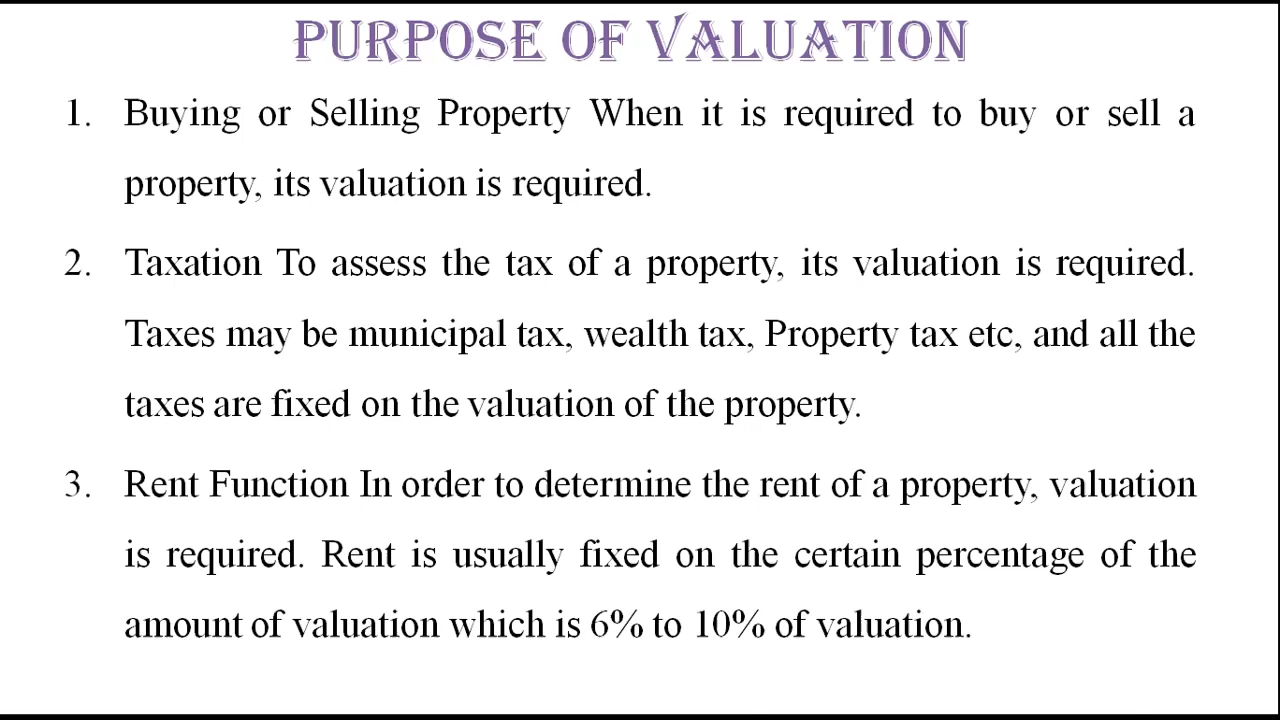 PURPOSE OF VALUATION
1. Buying or Selling Property When it is required to buy or sell a
property, its valuation is required.
2. Taxation To assess the tax of a property, its valuation is required.
Taxes may be municipal tax, wealth tax, Property tax etc, and all the
taxes are fixed on the valuation of the property.
3. Rent Function In order to determine the rent of a property, valuation
is required. Rent is usually fixed on the certain percentage of the
amount of valuation which is 6% to 10% of valuation.